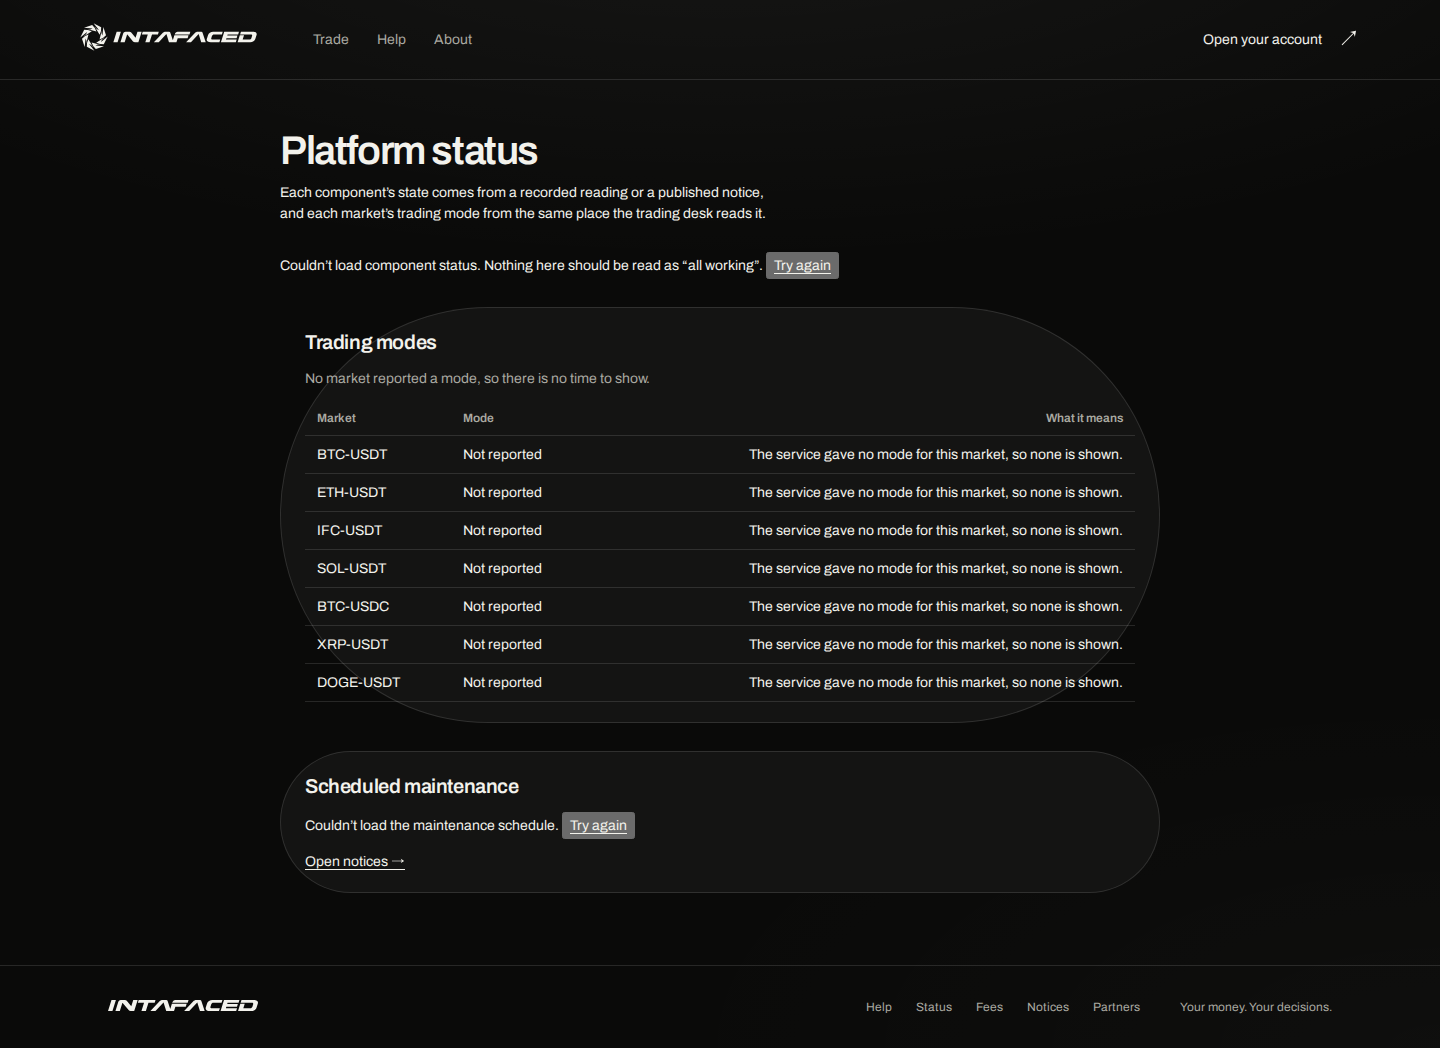 INTAFACED
Trade Help About
Open your account ↗
Platform status
Each component’s state comes from a recorded reading or a published notice,
and each market’s trading mode from the same place the trading desk reads it.
Couldn’t load component status. Nothing here should be read as “all working”. Try again
Trading modes
No market reported a mode, so there is no time to show.
Market Mode What it means
BTC-USDT Not reported The service gave no mode for this market, so none is shown.
ETH-USDT Not reported The service gave no mode for this market, so none is shown.
IFC-USDT Not reported The service gave no mode for this market, so none is shown.
SOL-USDT Not reported The service gave no mode for this market, so none is shown.
BTC-USDC Not reported The service gave no mode for this market, so none is shown.
XRP-USDT Not reported The service gave no mode for this market, so none is shown.
DOGE-USDT Not reported The service gave no mode for this market, so none is shown.
Scheduled maintenance
Couldn’t load the maintenance schedule. Try again
Open notices →
INTAFACED
Help Status Fees Notices Partners Your money. Your decisions.